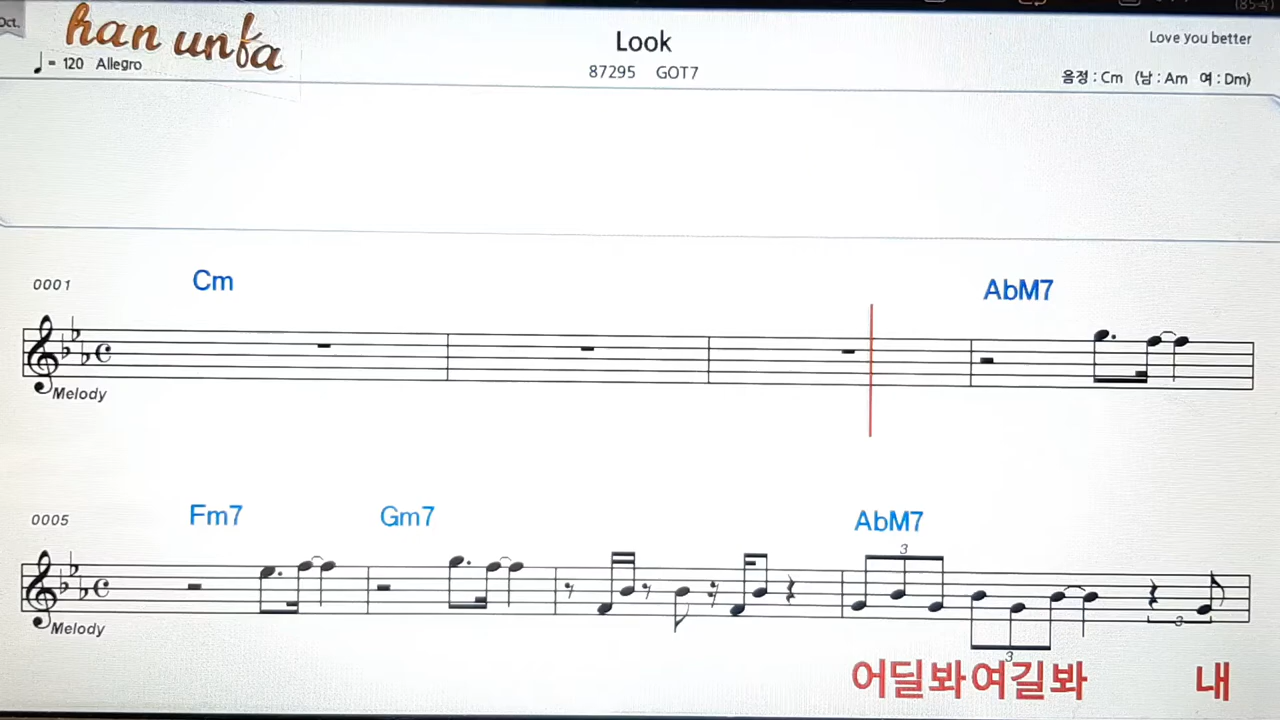 Oct.
han unfa
Look
Love you better
♩= 120 Allegro
87295 GOT7
음정 : Cm (남 : Am 여 : Dm)
0001
Cm
AbM7
Melody
0005
Fm7
Gm7
AbM7
3
3
3
Melody
어딜봐여길봐 내